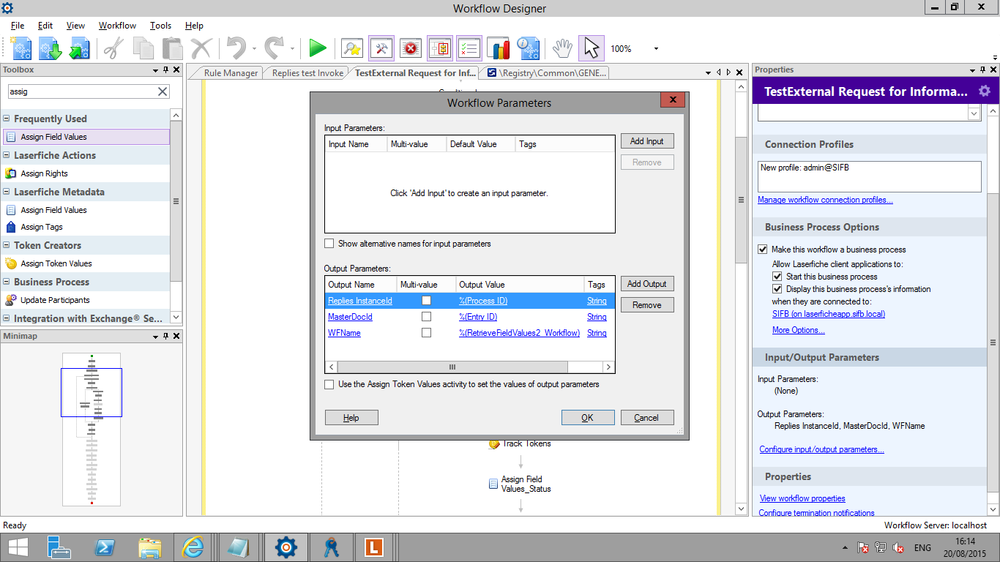 Workflow Designer
File Edit View Workflow Tools Help
100%
Toolbox
assig
Frequently Used
Assign Field Values
Laserfiche Actions
Assign Rights
Laserfiche Metadata
Assign Field Values
Assign Tags
Token Creators
Assign Token Values
Business Process
Update Participants
Integration with Exchange® Se...
Minimap
Rule Manager
Replies test Invoke
TestExternal Request for Inf...
\Registry\Common\GENE...
Workflow Parameters
Input Parameters:
Input Name Multi-value Default Value Tags
Click 'Add Input' to create an input parameter.
Add Input
Remove
Show alternative names for input parameters
Output Parameters:
Output Name Multi-value Output Value Tags
Replies InstanceId %(Process ID) String
MasterDocId %(Entry ID) String
WFName %(RetrieveFieldValues2_Workflow) String
Add Output
Remove
Use the Assign Token Values activity to set the values of output parameters
Help OK Cancel
Track Tokens
Assign Field
Values_Status
Properties
TestExternal Request for Informa...
Connection Profiles
New profile: admin@SIFB
Manage workflow connection profiles...
Business Process Options
Make this workflow a business process
Allow Laserfiche client applications to:
Start this business process
Display this business process's information
when they are connected to:
SIFB (on laserficheapp.sifb.local)
More Options...
Input/Output Parameters
Input Parameters:
(None)
Output Parameters:
Replies InstanceId, MasterDocId, WFName
Configure input/output parameters...
Properties
View workflow properties
Configure termination notifications
Ready
Workflow Server: localhost
ENG
16:14
20/08/2015